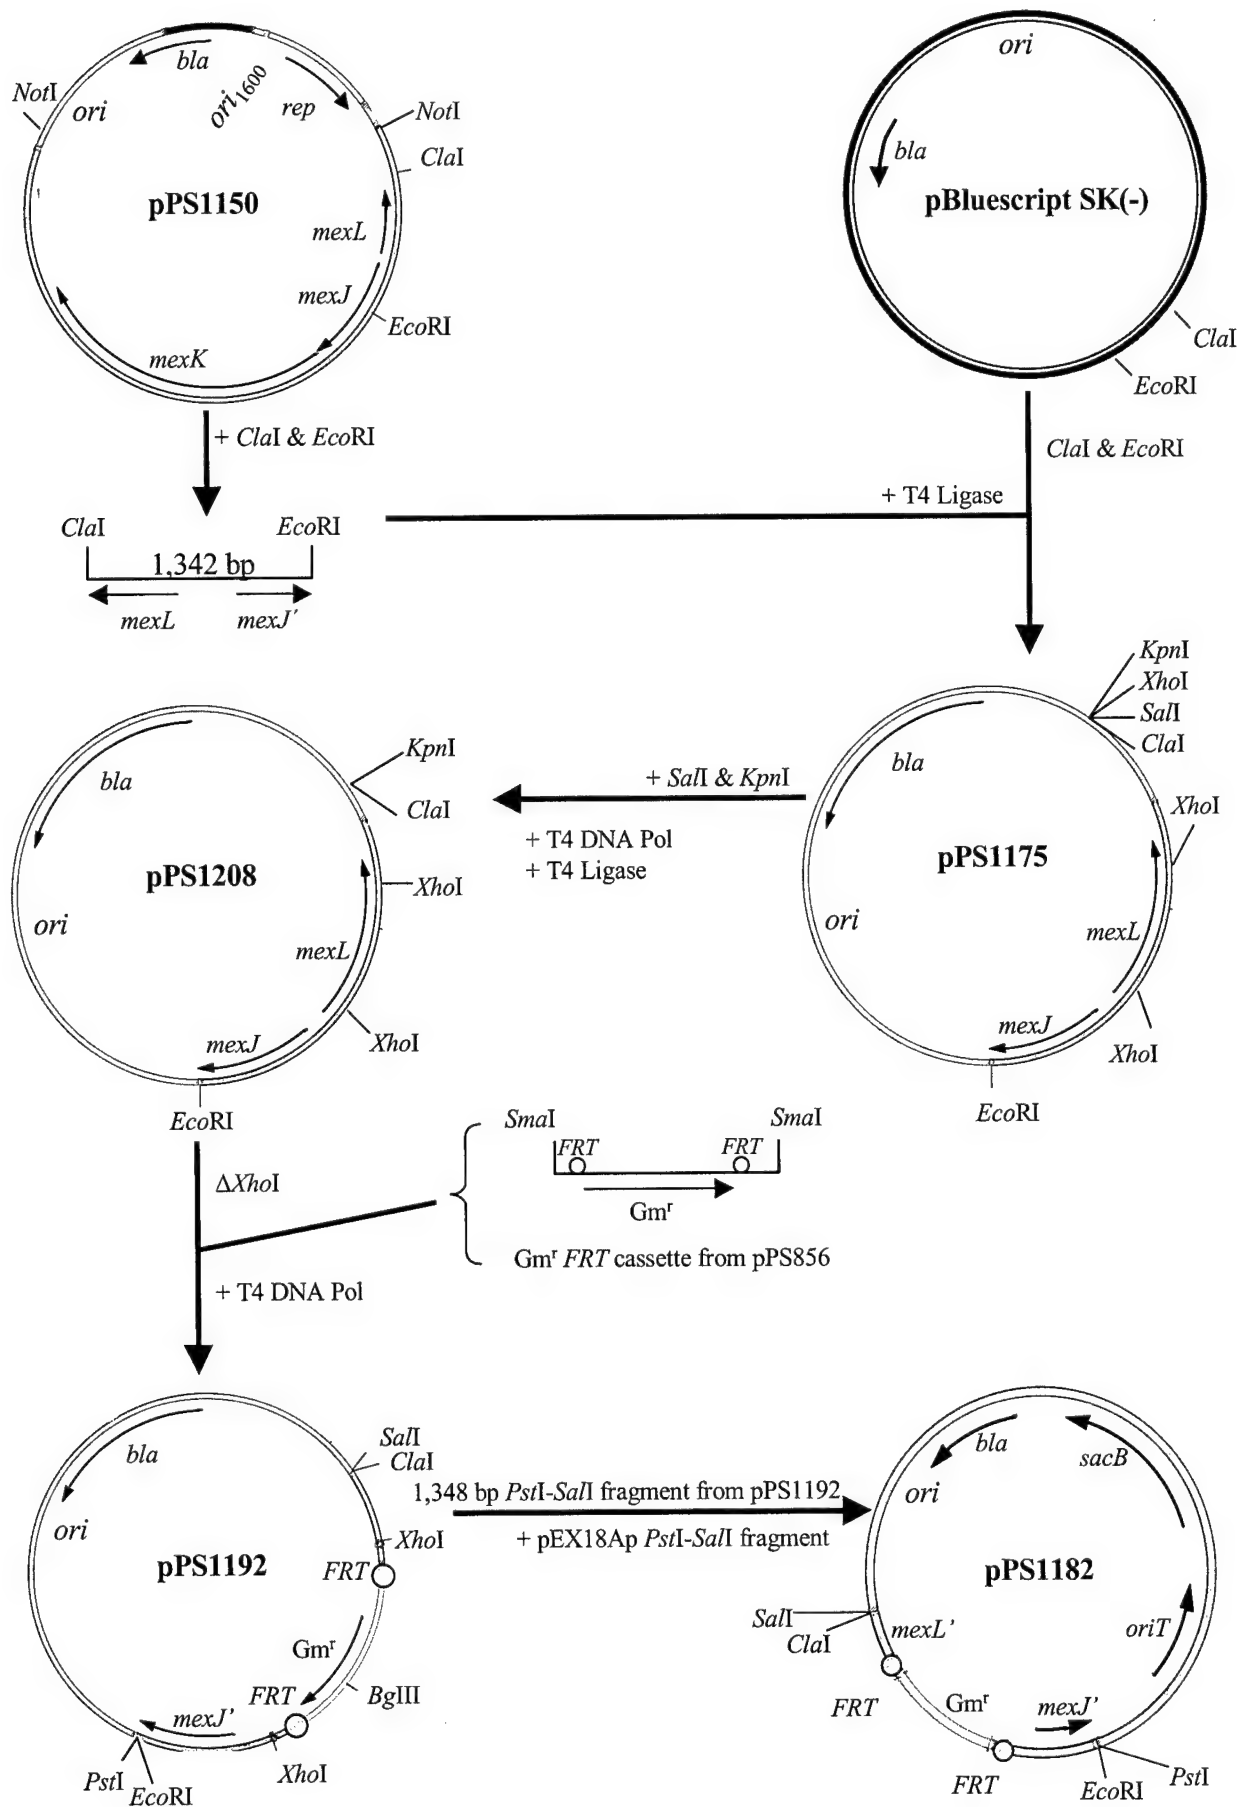 bla
ori1600
rep
NotI
ori
NotI
ClaI
pPS1150
mexL
mexJ
EcoRI
mexK
ori
bla
pBluescript SK(-)
ClaI
EcoRI
+ ClaI & EcoRI
ClaI & EcoRI
+ T4 Ligase
ClaI
EcoRI
1,342 bp
mexL
mexJ'
KpnI
XhoI
SalI
ClaI
bla
XhoI
pPS1175
ori
mexL
mexJ
XhoI
EcoRI
+ SalI & KpnI
+ T4 DNA Pol
+ T4 Ligase
KpnI
ClaI
bla
pPS1208
XhoI
ori
mexL
mexJ
XhoI
EcoRI
ΔXhoI
+ T4 DNA Pol
SmaI
SmaI
FRT
FRT
Gmr
Gmr FRT cassette from pPS856
SalI
ClaI
bla
ori
XhoI
pPS1192
FRT
Gmr
FRT
BglII
mexJ'
XhoI
PstI
EcoRI
1,348 bp PstI-SalI fragment from pPS1192
+ pEX18Ap PstI-SalI fragment
bla
sacB
ori
pPS1182
SalI
ClaI
mexL'
oriT
FRT
Gmr
mexJ'
FRT
EcoRI
PstI